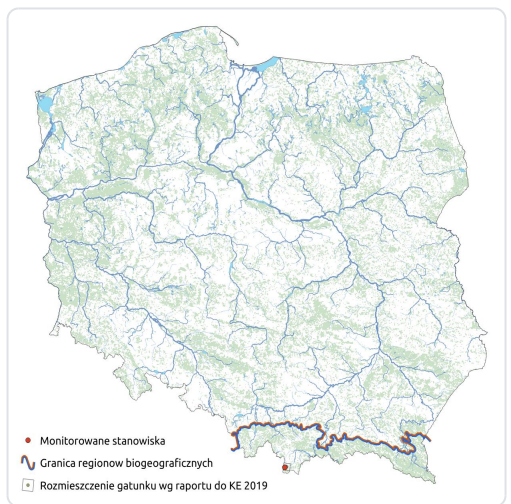 Monitorowane stanowiska
Granica regionow biogeograficznych
Rozmieszczenie gatunku wg raportu do KE 2019